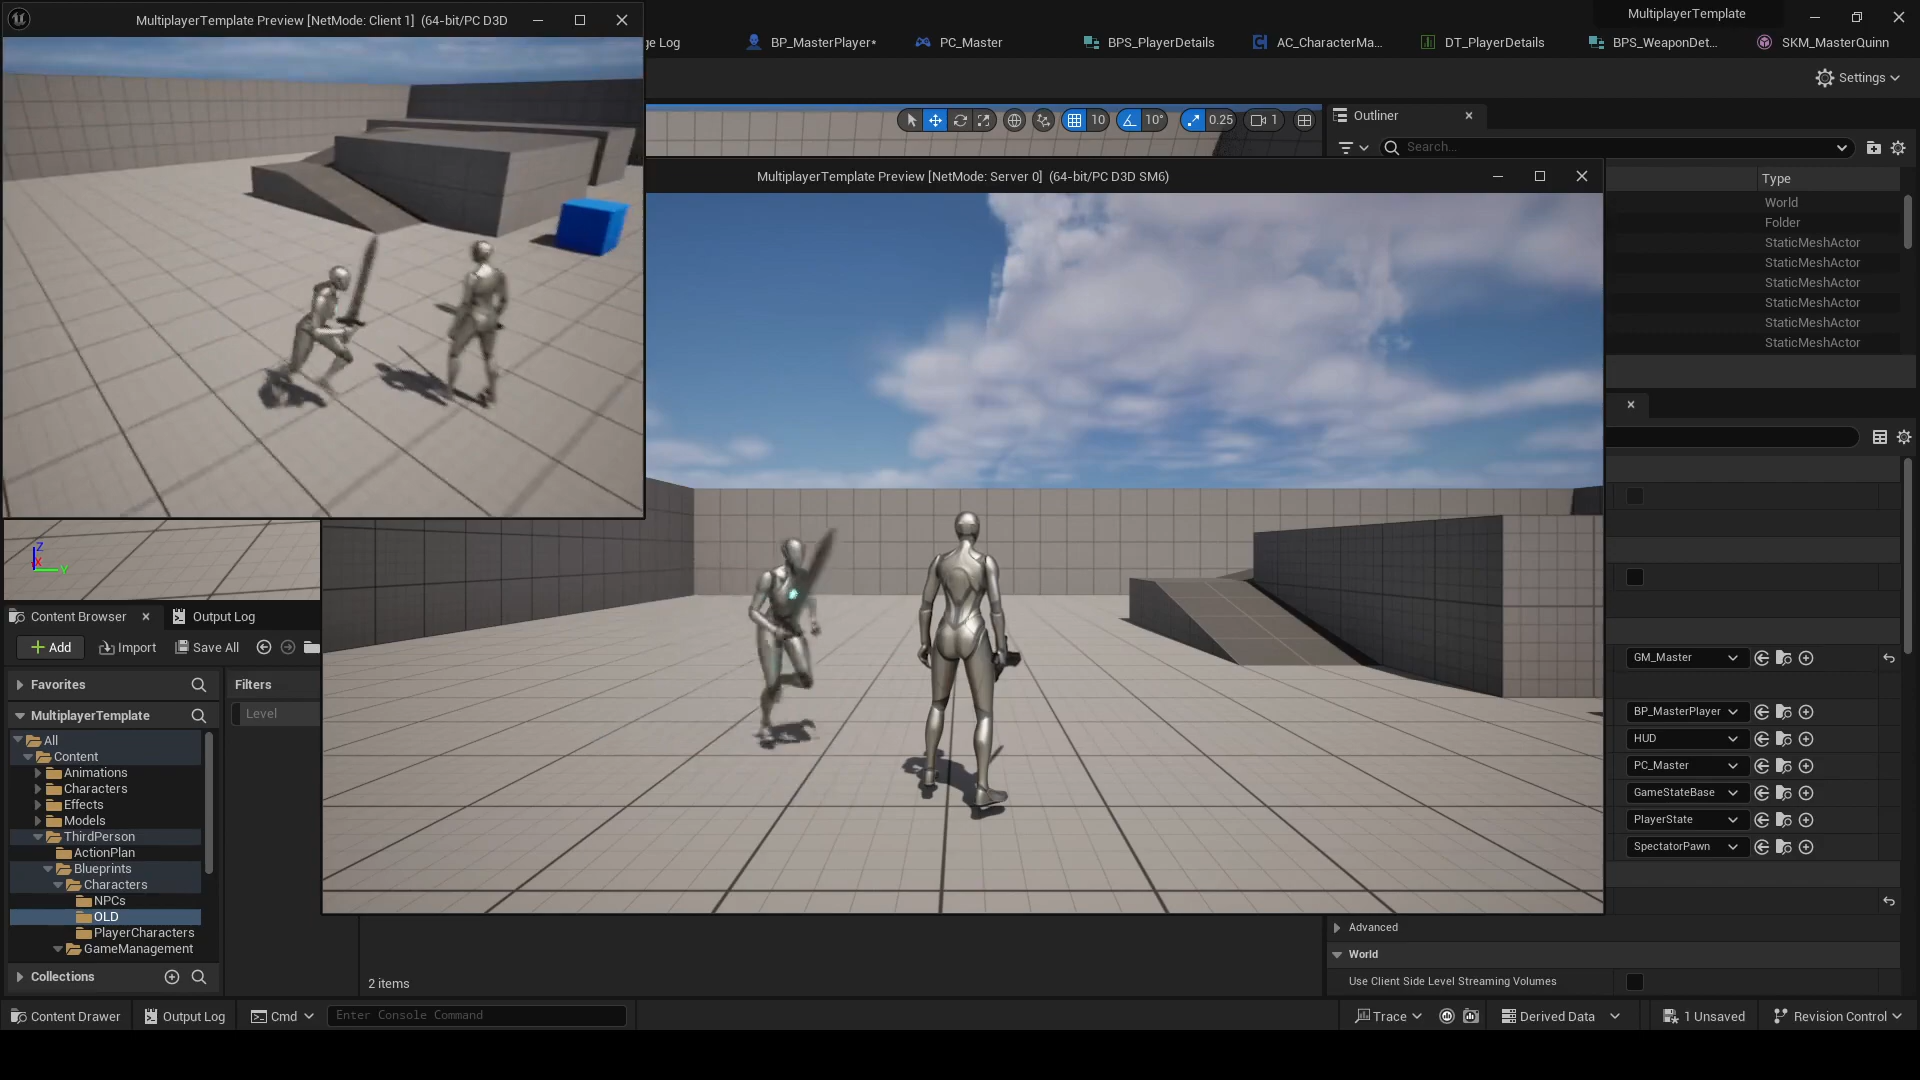 MultiplayerTemplate Preview [NetMode: Client 1]  (64-bit/PC D3D
MultiplayerTemplate
ge Log
BP_MasterPlayer*
PC_Master
BPS_PlayerDetails
AC_CharacterMa...
DT_PlayerDetails
BPS_WeaponDet...
SKM_MasterQuinn
Settings
10
10°
0.25
1
Outliner
Search...
MultiplayerTemplate Preview [NetMode: Server 0]  (64-bit/PC D3D SM6)
Type
World
Folder
StaticMeshActor
StaticMeshActor
StaticMeshActor
StaticMeshActor
StaticMeshActor
StaticMeshActor
Z
X
Y
Content Browser
Output Log
Add
Import
Save All
Favorites
Filters
MultiplayerTemplate
Level
All
Content
Animations
Characters
Effects
Models
ThirdPerson
ActionPlan
Blueprints
Characters
NPCs
OLD
PlayerCharacters
GameManagement
Collections
2 items
GM_Master
BP_MasterPlayer
HUD
PC_Master
GameStateBase
PlayerState
SpectatorPawn
Advanced
World
Use Client Side Level Streaming Volumes
Content Drawer
Output Log
Cmd
Enter Console Command
Trace
Derived Data
1 Unsaved
Revision Control